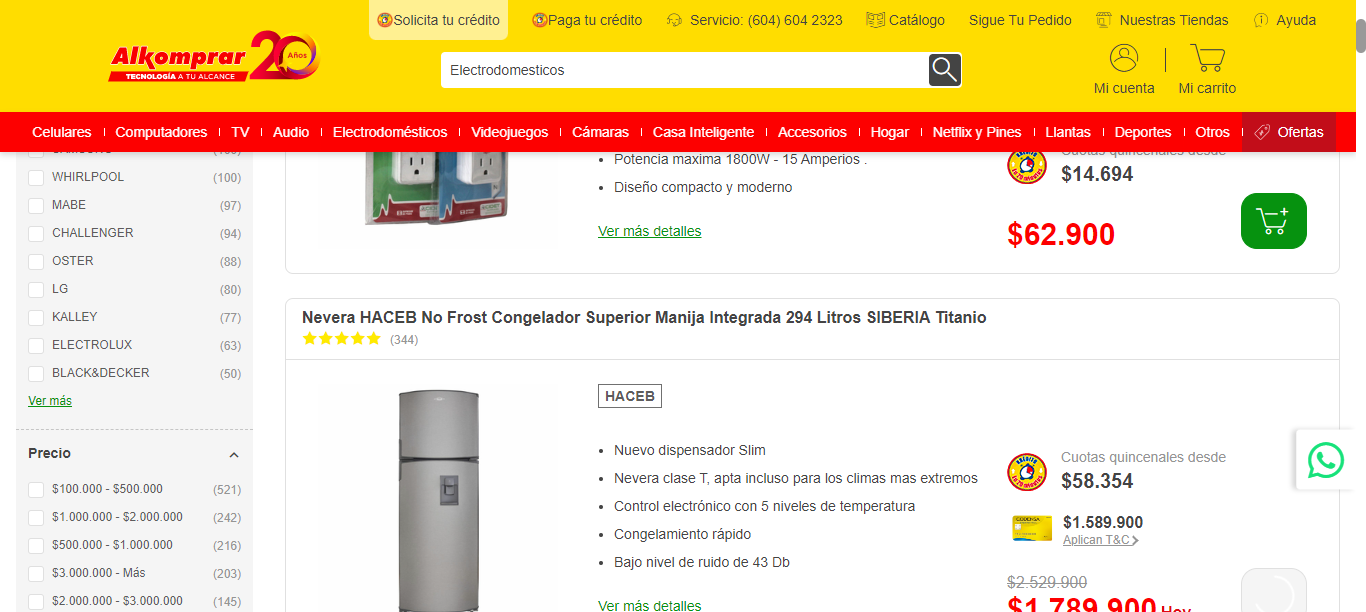 Solicita tu crédito
Paga tu crédito
Servicio: (604) 604 2323
Catálogo
Sigue Tu Pedido
Nuestras Tiendas
Ayuda
Alkomprar 20 Años
TECNOLOGÍA A TU ALCANCE
Electrodomesticos
Mi cuenta
Mi carrito
Celulares
Computadores
TV
Audio
Electrodomésticos
Videojuegos
Cámaras
Casa Inteligente
Accesorios
Hogar
Netflix y Pines
Llantas
Deportes
Otros
Ofertas
SAMSUNG
WHIRLPOOL (100)
MABE (97)
CHALLENGER (94)
OSTER (88)
LG (80)
KALLEY (77)
ELECTROLUX (63)
BLACK&DECKER (50)
Ver más
Precio
$100.000 - $500.000 (521)
$1.000.000 - $2.000.000 (242)
$500.000 - $1.000.000 (216)
$3.000.000 - Más (203)
$2.000.000 - $3.000.000 (145)
• Potencia maxima 1800W - 15 Amperios .
• Diseño compacto y moderno
Ver más detalles
Cuotas quincenales desde
$14.694
$62.900
Nevera HACEB No Frost Congelador Superior Manija Integrada 294 Litros SIBERIA Titanio
(344)
HACEB
• Nuevo dispensador Slim
• Nevera clase T, apta incluso para los climas mas extremos
• Control electrónico con 5 niveles de temperatura
• Congelamiento rápido
• Bajo nivel de ruido de 43 Db
Ver más detalles
Cuotas quincenales desde
$58.354
CODENSA
$1.589.900
Aplican T&C
$2.529.900
$1.789.900 Hoy